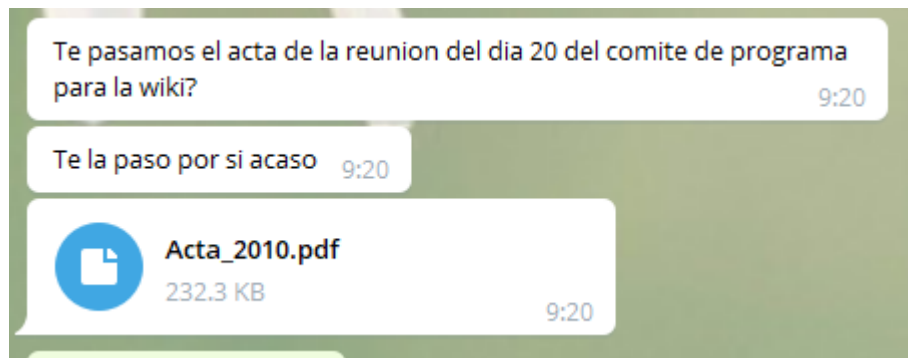 Te pasamos el acta de la reunion del dia 20 del comite de programa
para la wiki?
9:20
Te la paso por si acaso 9:20
Acta_2010.pdf
232.3 KB
9:20